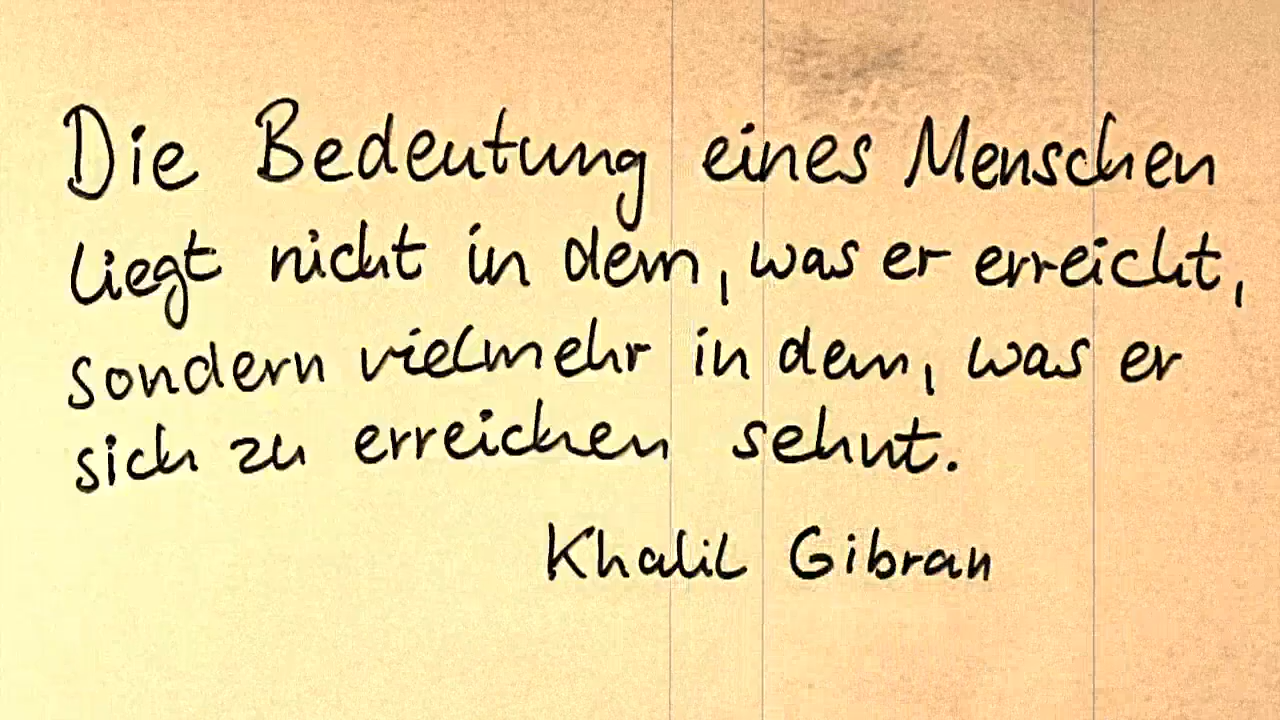 Die Bedeutung eines Menschen
liegt nicht in dem, was er erreicht,
sondern vielmehr in dem, was er
sich zu erreichen sehnt.
Khalil Gibran